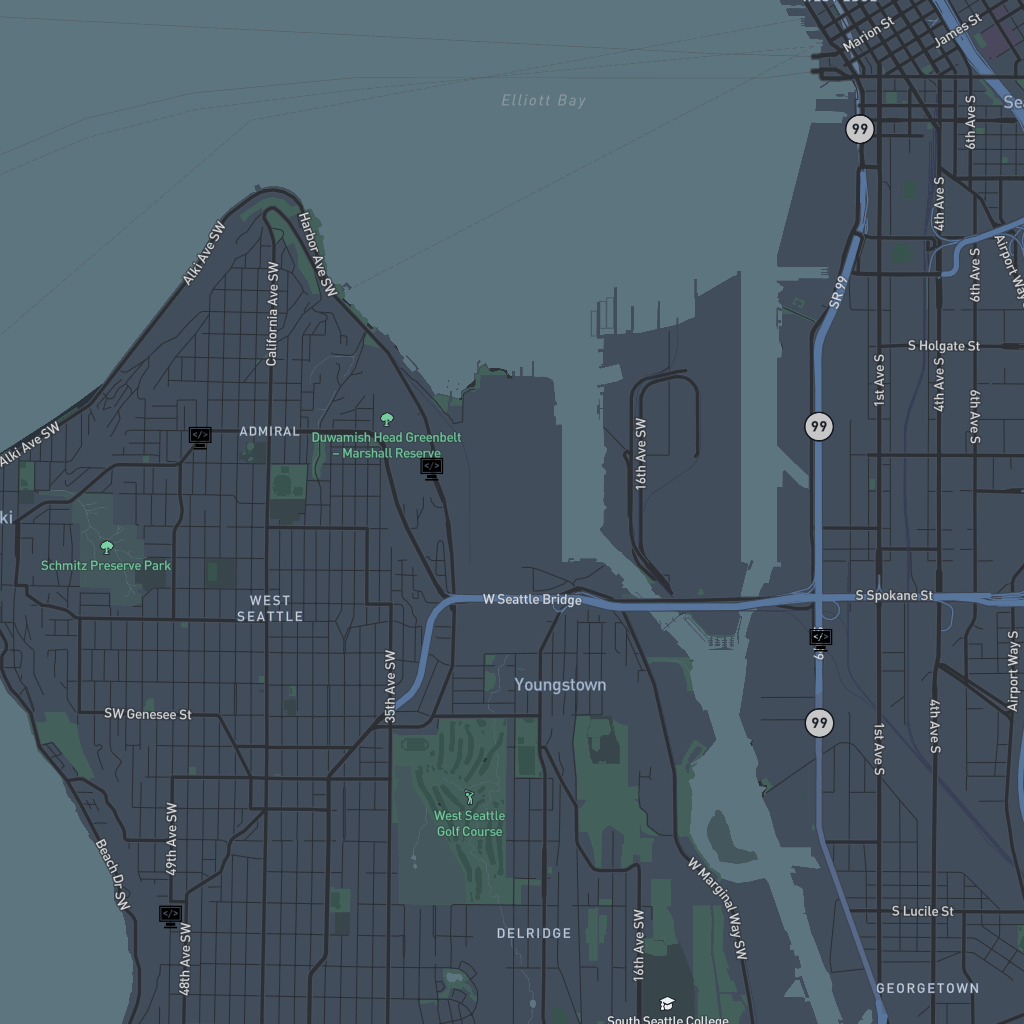 Marion St
James St
Elliott Bay
99
6th Ave S
4th Ave S
Alki Ave SW
Harbor Ave SW
California Ave SW
6th Ave S
Airport Way
SR 99
S Holgate St
1st Ave S
4th Ave S
6th Ave S
99
ADMIRAL
Alki Ave SW
Duwamish Head Greenbelt
– Marshall Reserve
16th Ave SW
</>
</>
Schmitz Preserve Park
WEST
SEATTLE
W Seattle Bridge
S Spokane St
</>
Airport Way S
35th Ave SW
Youngstown
SW Genesee St
99
4th Ave S
1st Ave S
West Seattle
Golf Course
49th Ave SW
Beach Dr SW
W Marginal Way SW
</>
S Lucile St
DELRIDGE
48th Ave SW
16th Ave SW
GEORGETOWN
South Seattle College